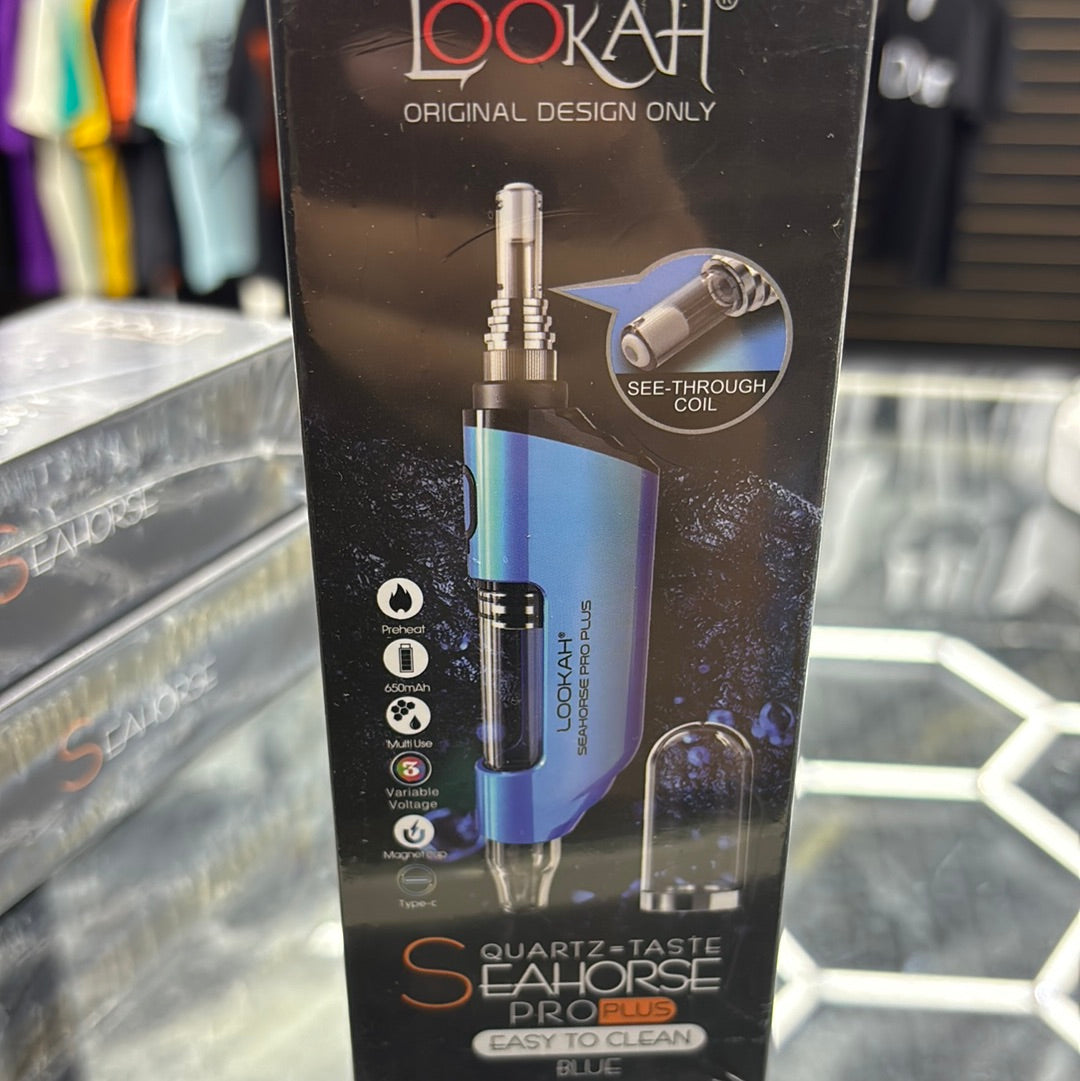 LOOKAH®
ORIGINAL DESIGN ONLY
SEE-THROUGH
COIL
LOOKAH®
SEAHORSE PRO PLUS
Preheat
650mAh
Multi Use
3
Variable
Voltage
Magnet cap
Type-c
QUARTZ-TASTE
SEAHORSE
PRO PLUS
EASY TO CLEAN
BLUE
SEAHORSE
SEAHORSE